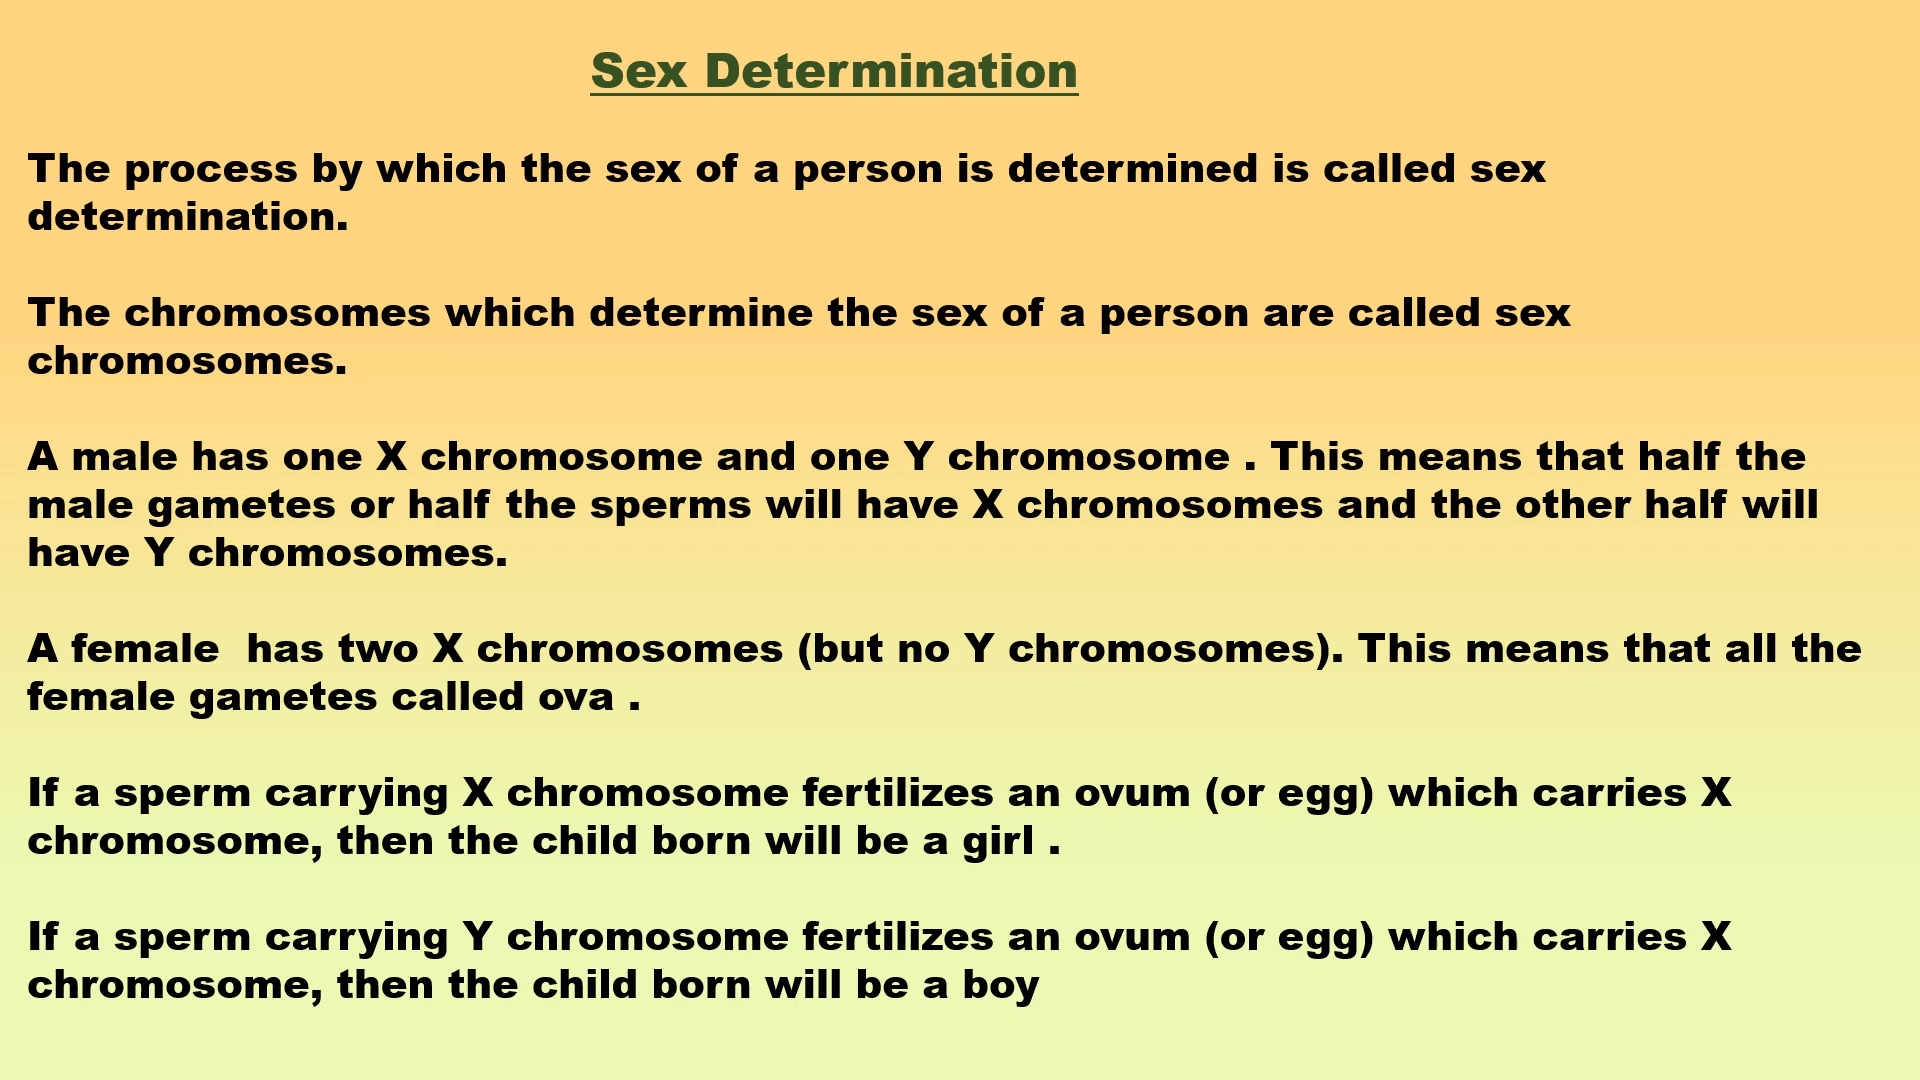 Sex Determination
The process by which the sex of a person is determined is called sex
determination.
The chromosomes which determine the sex of a person are called sex
chromosomes.
A male has one X chromosome and one Y chromosome . This means that half the
male gametes or half the sperms will have X chromosomes and the other half will
have Y chromosomes.
A female  has two X chromosomes (but no Y chromosomes). This means that all the
female gametes called ova .
If a sperm carrying X chromosome fertilizes an ovum (or egg) which carries X
chromosome, then the child born will be a girl .
If a sperm carrying Y chromosome fertilizes an ovum (or egg) which carries X
chromosome, then the child born will be a boy